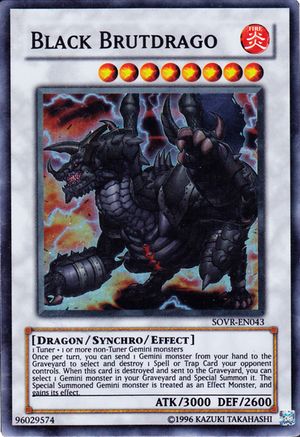 BLACK BRUTDRAGO
FIRE
炎
SOVR-EN043
[DRAGON/SYNCHRO/EFFECT]
1 Tuner + 1 or more non-Tuner Gemini monsters
Once per turn, you can send 1 Gemini monster from your hand to the
Graveyard to select and destroy 1 Spell or Trap Card your opponent
controls. When this card is destroyed and sent to the Graveyard, you can
select 1 Gemini monster in your Graveyard and Special Summon it. The
Special Summoned Gemini monster is treated as an Effect Monster, and
gains its effect.
ATK/3000 DEF/2600
96029574
©1996 KAZUKI TAKAHASHI